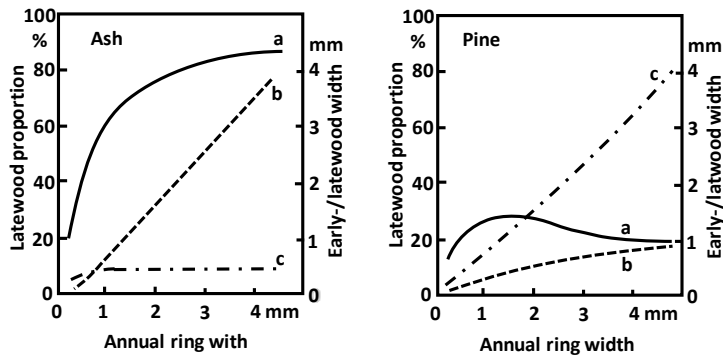 Ash
100
%
80
60
40
20
0
Latewood proportion
mm
4
3
2
1
0
Early-/latewood width
a
b
c
0 1 2 3 4 mm
Annual ring with
Pine
100
%
80
60
40
20
0
Latewood proportion
mm
4
3
2
1
0
Early-/latwood width
c
a
b
0 1 2 3 4 mm
Annual ring width